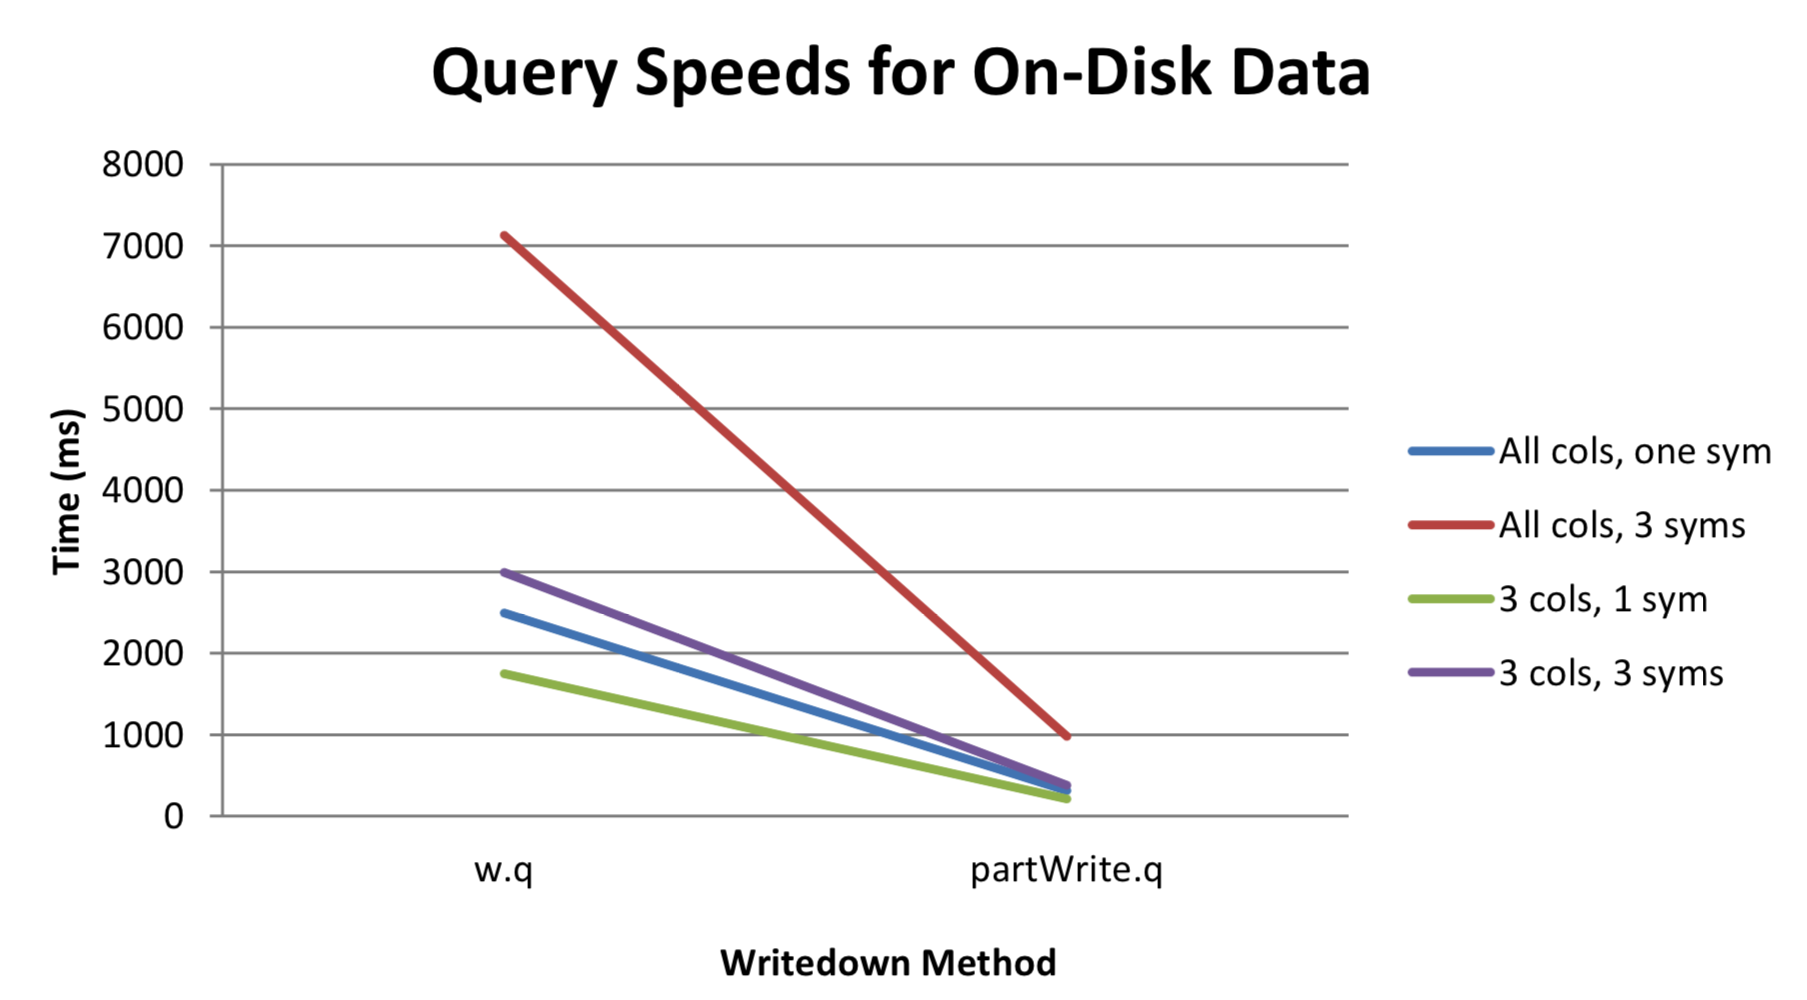 Query Speeds for On-Disk Data
8000
7000
6000
5000
4000
3000
2000
1000
0
Time (ms)
w.q
partWrite.q
Writedown Method
All cols, one sym
All cols, 3 syms
3 cols, 1 sym
3 cols, 3 syms